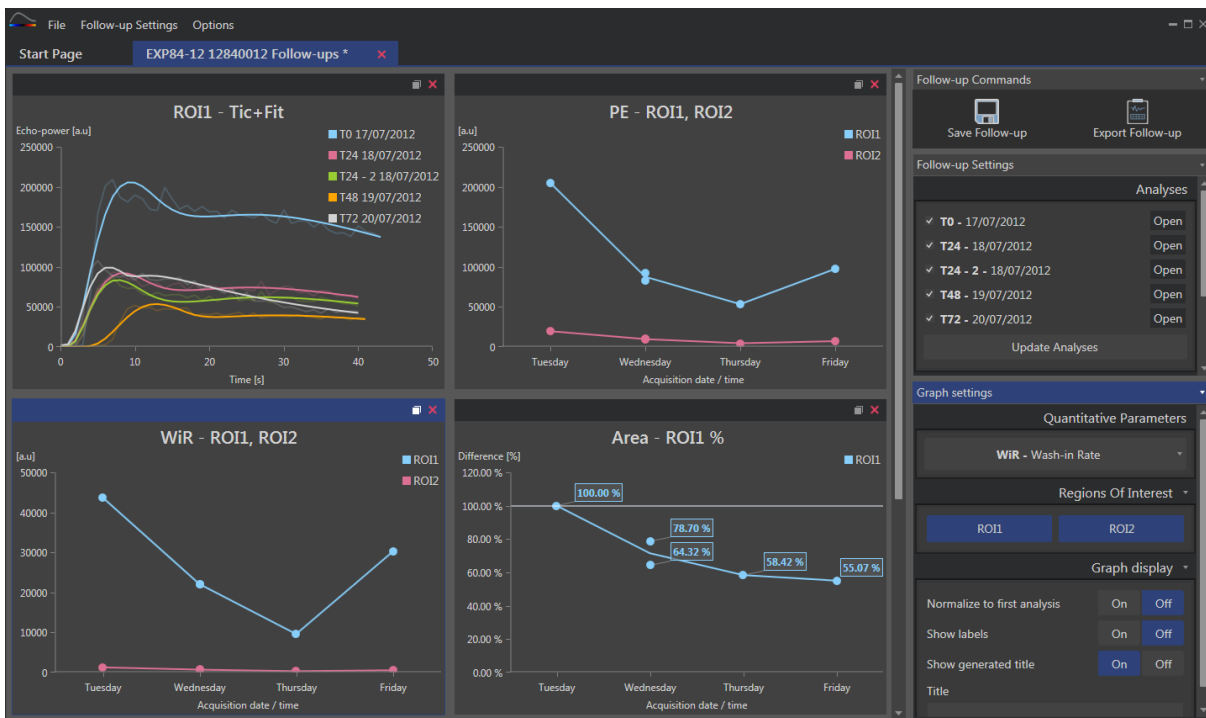 File Follow-up Settings Options
Start Page EXP84-12 12840012 Follow-ups *
ROI1 - Tic+Fit
Echo-power [a.u]
T0 17/07/2012
T24 18/07/2012
T24 - 2 18/07/2012
T48 19/07/2012
T72 20/07/2012
250000
200000
150000
100000
50000
0
0 10 20 30 40 50
Time [s]
PE - ROI1, ROI2
[a.u]
ROI1
ROI2
250000
200000
150000
100000
50000
0
Tuesday Wednesday Thursday Friday
Acquisition date / time
WiR - ROI1, ROI2
[a.u]
ROI1
ROI2
50000
40000
30000
20000
10000
0
Tuesday Wednesday Thursday Friday
Acquisition date / time
Area - ROI1 %
Difference [%]
ROI1
120.00 %
100.00 %
80.00 %
60.00 %
40.00 %
20.00 %
0.00 %
100.00 %
78.70 %
64.32 %
58.42 %
55.07 %
Tuesday Wednesday Thursday Friday
Acquisition date / time
Follow-up Commands
Save Follow-up Export Follow-up
Follow-up Settings
Analyses
T0 - 17/07/2012 Open
T24 - 18/07/2012 Open
T24 - 2 - 18/07/2012 Open
T48 - 19/07/2012 Open
T72 - 20/07/2012 Open
Update Analyses
Graph settings
Quantitative Parameters
WiR - Wash-in Rate
Regions Of Interest
ROI1 ROI2
Graph display
Normalize to first analysis On Off
Show labels On Off
Show generated title On Off
Title